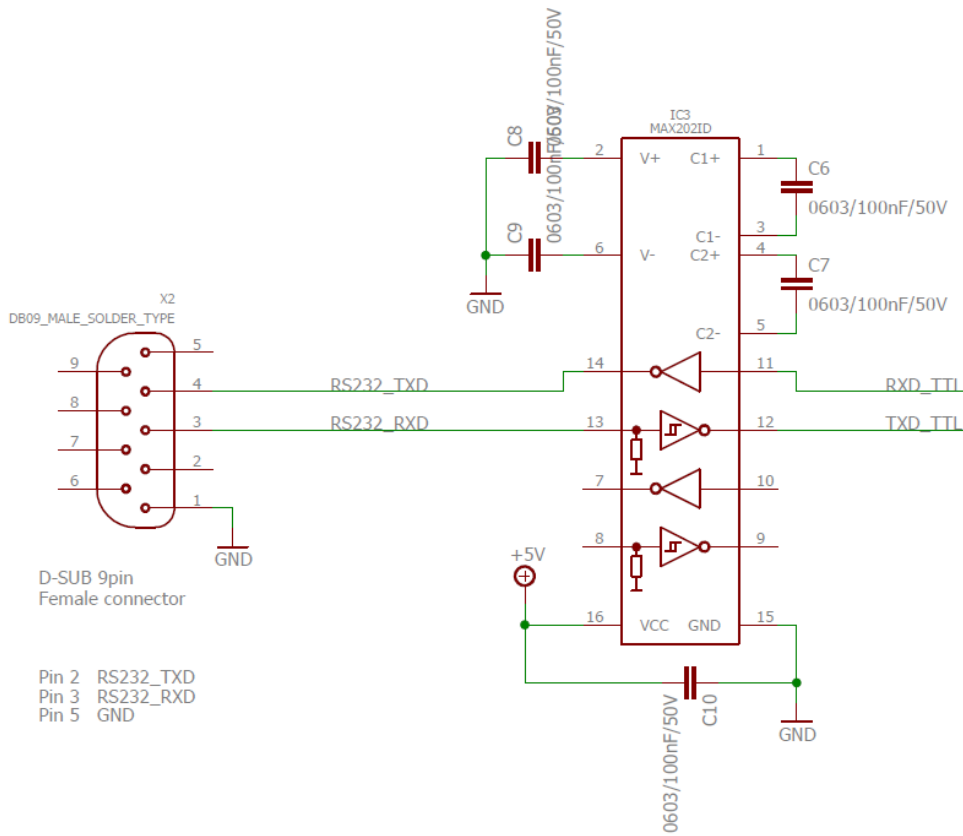 0603/100nF/50V
C8
0603/100nF/50V
C9
IC3
MAX202ID
2 V+ C1+ 1
C6
0603/100nF/50V
C1- 3
6 V- C2+ 4
C7
0603/100nF/50V
C2- 5
GND
X2
DB09_MALE_SOLDER_TYPE
5
9
4 RS232_TXD 14 11 RXD_TTL
8
3 RS232_RXD 13 12 TXD_TTL
7
2
6
7 10
1
GND
8 9
+5V
D-SUB 9pin
Female connector
16 VCC GND 15
Pin 2 RS232_TXD
Pin 3 RS232_RXD
Pin 5 GND
C10
0603/100nF/50V
GND